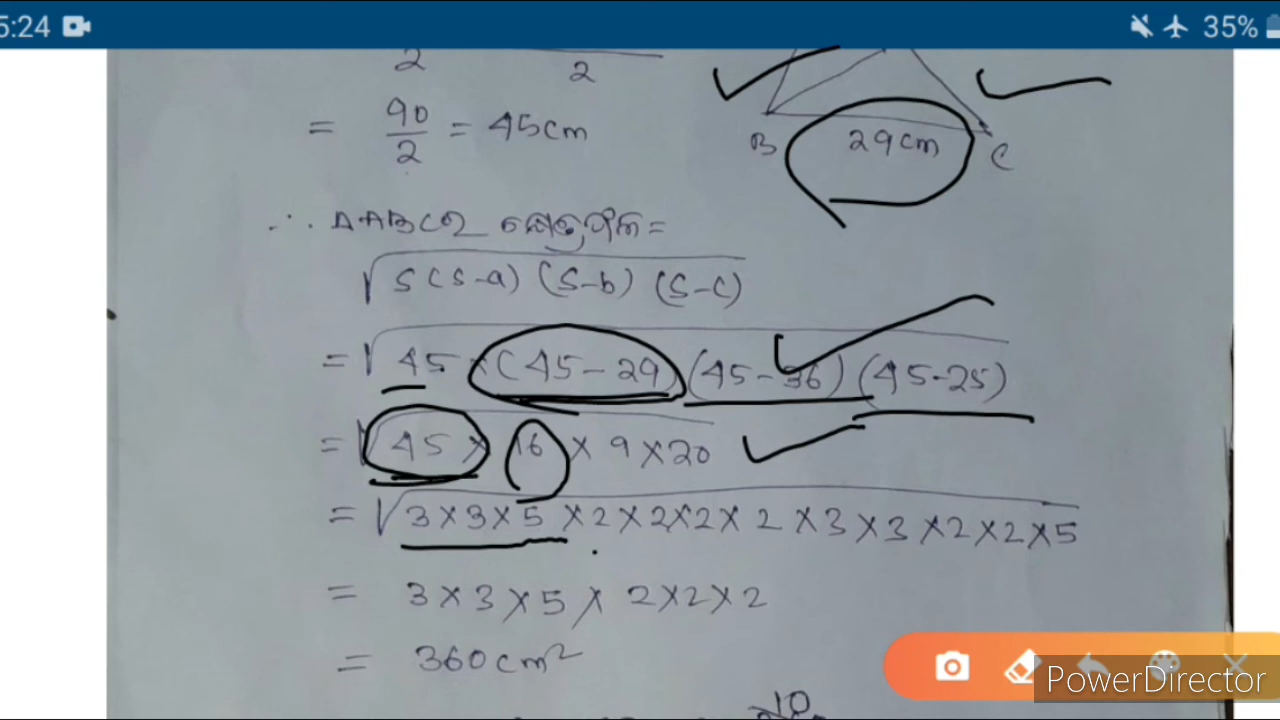 5:24 35%
2 2
= 90/2 = 45cm
B 29cm C
∴ ΔABCର କ୍ଷେତ୍ରଫଳ =
√s(s-a) (s-b) (s-c)
= √45 × (45-29) (45-36) (45-25)
= √45 × 16 × 9 × 20
= √3×3×5×2×2×2×2×3×3×2×2×5
= 3×3×5×2×2×2
= 360cm²
10
PowerDirector